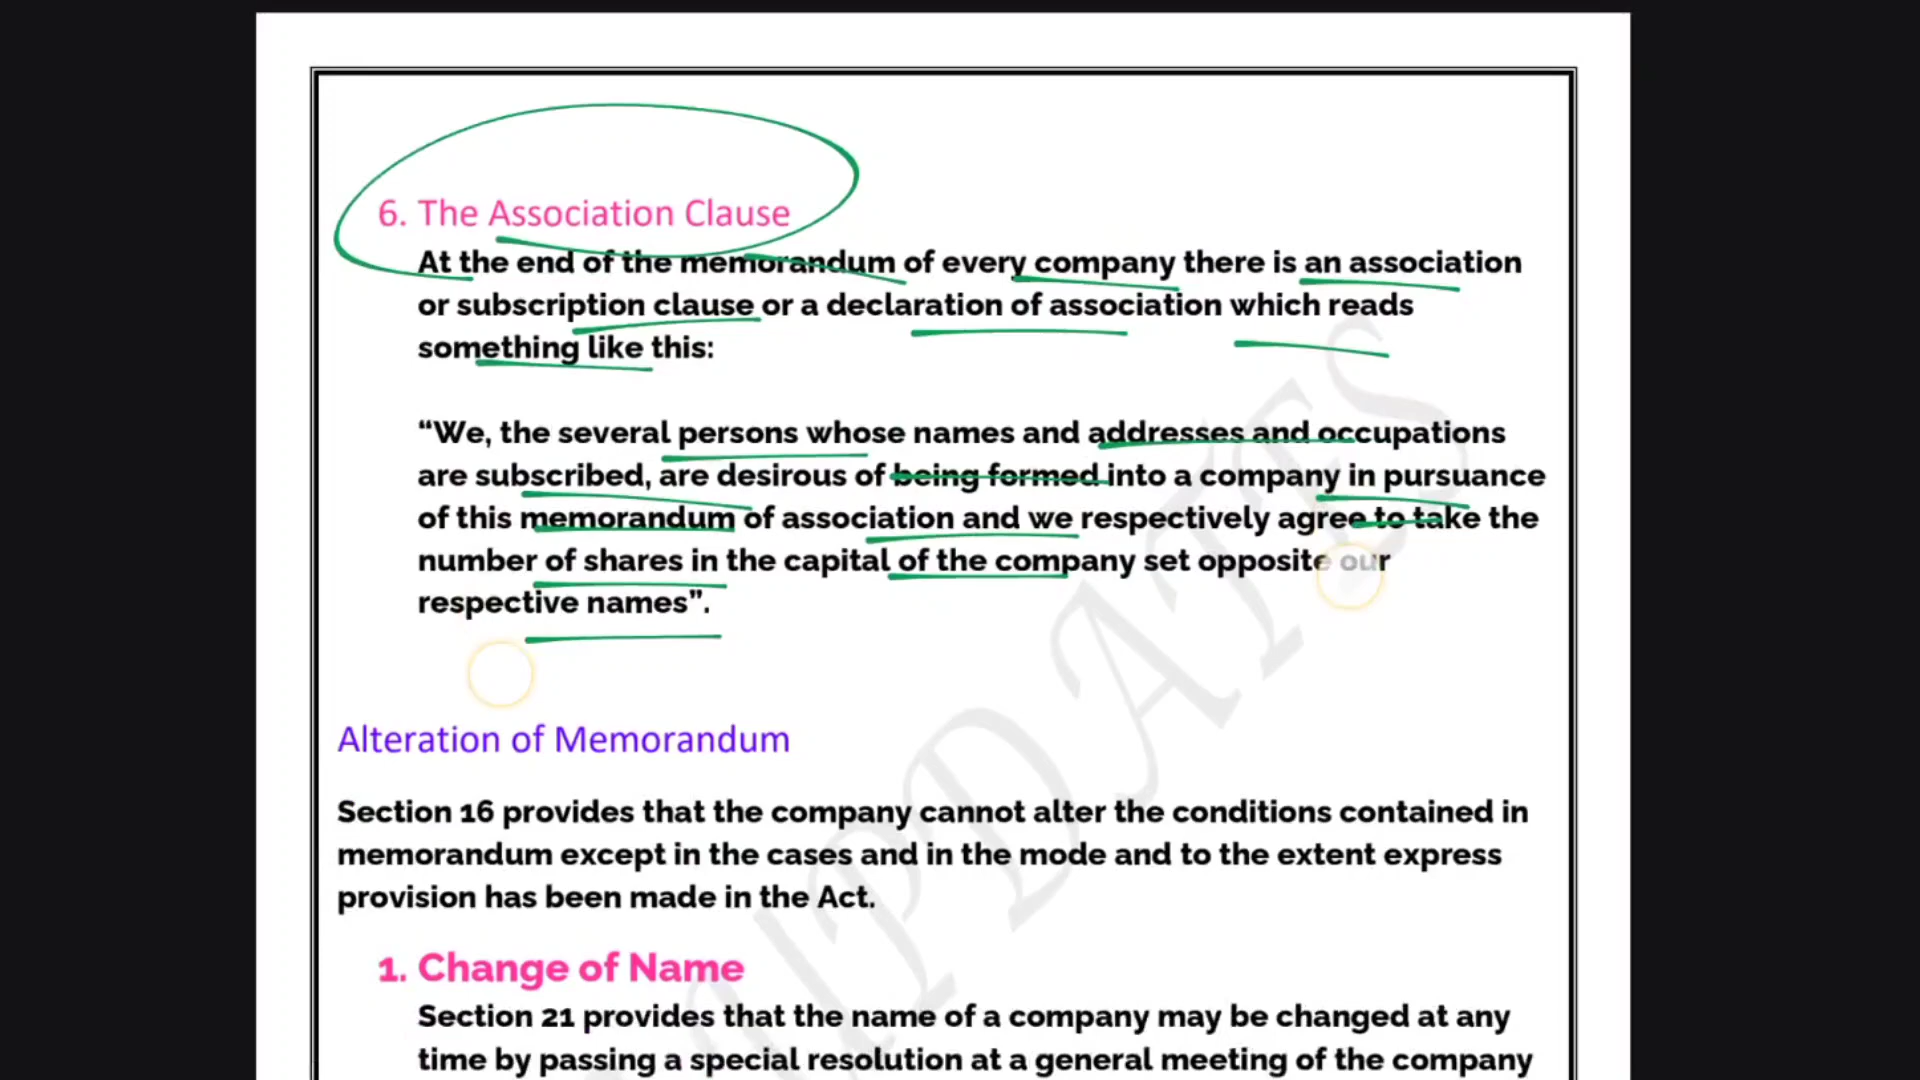 6. The Association Clause
At the end of the memorandum of every company there is an association
or subscription clause or a declaration of association which reads
something like this:
“We, the several persons whose names and addresses and occupations
are subscribed, are desirous of being formed into a company in pursuance
of this memorandum of association and we respectively agree to take the
number of shares in the capital of the company set opposite our
respective names”.
Alteration of Memorandum
Section 16 provides that the company cannot alter the conditions contained in
memorandum except in the cases and in the mode and to the extent express
provision has been made in the Act.
1. Change of Name
Section 21 provides that the name of a company may be changed at any
time by passing a special resolution at a general meeting of the company
UPDATES